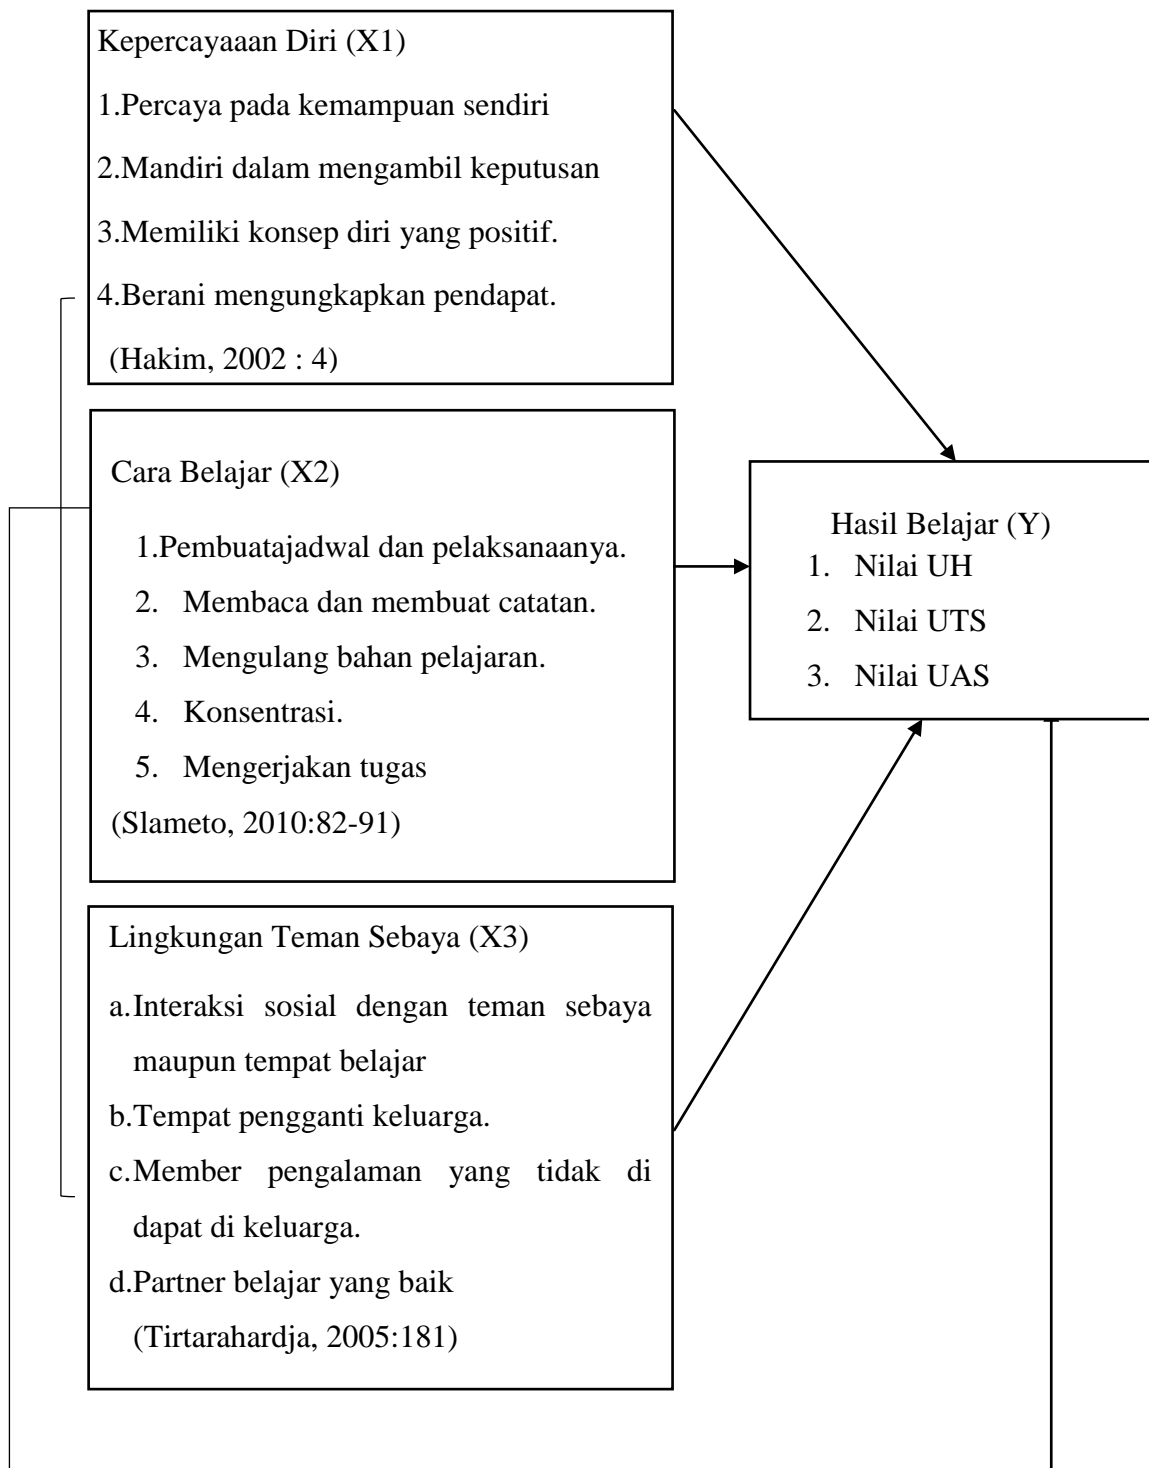 Kepercayaaan Diri (X1)
1.Percaya pada kemampuan sendiri
2.Mandiri dalam mengambil keputusan
3.Memiliki konsep diri yang positif.
4.Berani mengungkapkan pendapat.
(Hakim, 2002 : 4)
Cara Belajar (X2)
1.Pembuatajadwal dan pelaksanaanya.
2. Membaca dan membuat catatan.
3. Mengulang bahan pelajaran.
4. Konsentrasi.
5. Mengerjakan tugas
(Slameto, 2010:82-91)
Lingkungan Teman Sebaya (X3)
a.Interaksi sosial dengan teman sebaya
maupun tempat belajar
b.Tempat pengganti keluarga.
c.Member pengalaman yang tidak di
dapat di keluarga.
d.Partner belajar yang baik
(Tirtarahardja, 2005:181)
Hasil Belajar (Y)
1. Nilai UH
2. Nilai UTS
3. Nilai UAS